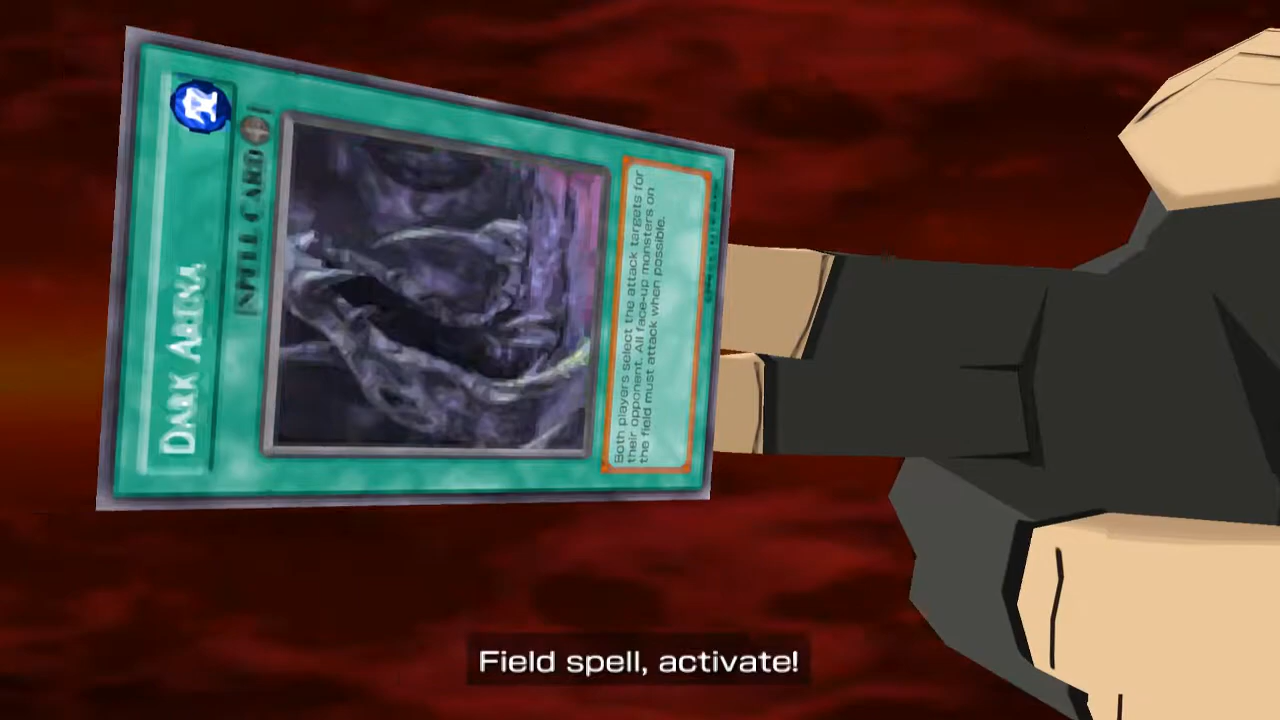 DARK ARENA
SPELL CARD
Both players select the attack targets for
their opponent. All face-up monsters on
the field must attack when possible.
Field spell, activate!